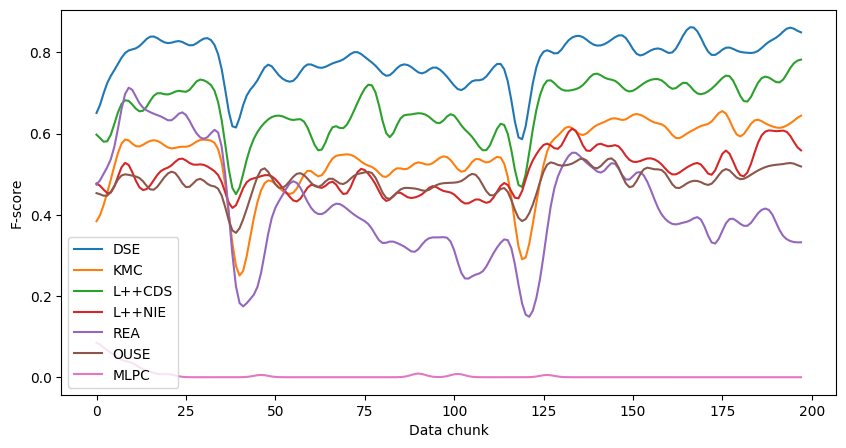 0.8
0.6
0.4
0.2
0.0
F-score
DSE
KMC
L++CDS
L++NIE
REA
OUSE
MLPC
0
25
50
75
100
125
150
175
200
Data chunk